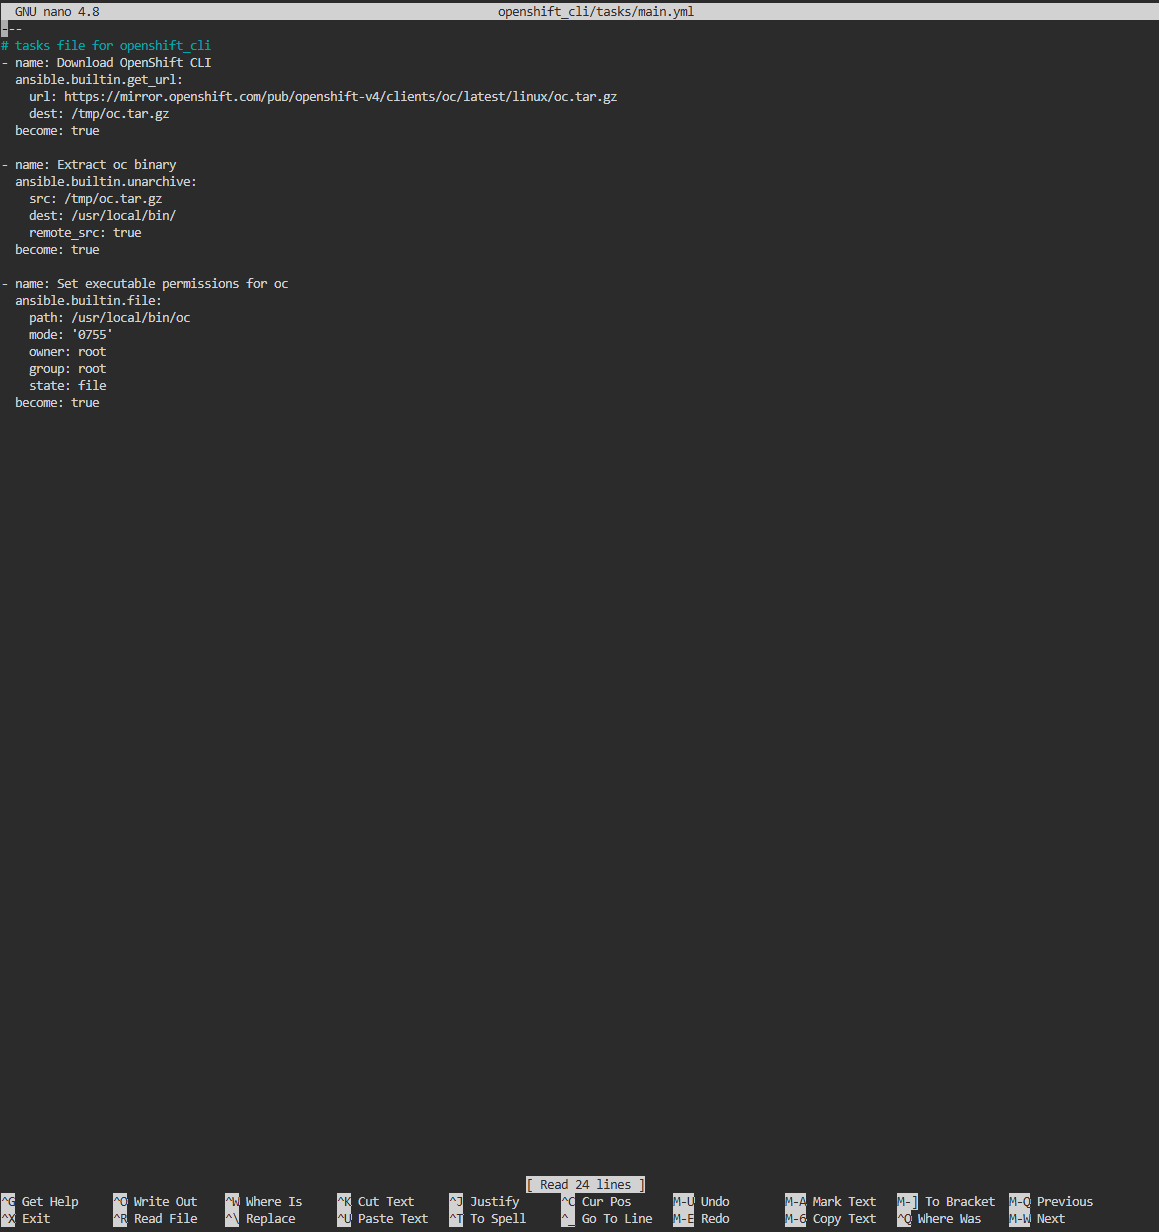 GNU nano 4.8 openshift_cli/tasks/main.yml
---
# tasks file for openshift_cli
- name: Download OpenShift CLI
  ansible.builtin.get_url:
    url: https://mirror.openshift.com/pub/openshift-v4/clients/oc/latest/linux/oc.tar.gz
    dest: /tmp/oc.tar.gz
  become: true

- name: Extract oc binary
  ansible.builtin.unarchive:
    src: /tmp/oc.tar.gz
    dest: /usr/local/bin/
    remote_src: true
  become: true

- name: Set executable permissions for oc
  ansible.builtin.file:
    path: /usr/local/bin/oc
    mode: '0755'
    owner: root
    group: root
    state: file
  become: true

[ Read 24 lines ]
^G Get Help ^O Write Out ^W Where Is ^K Cut Text ^J Justify ^C Cur Pos M-U Undo M-A Mark Text M-] To Bracket M-Q Previous
^X Exit ^R Read File ^\ Replace ^U Paste Text ^T To Spell ^_ Go To Line M-E Redo M-6 Copy Text ^Q Where Was M-W Next